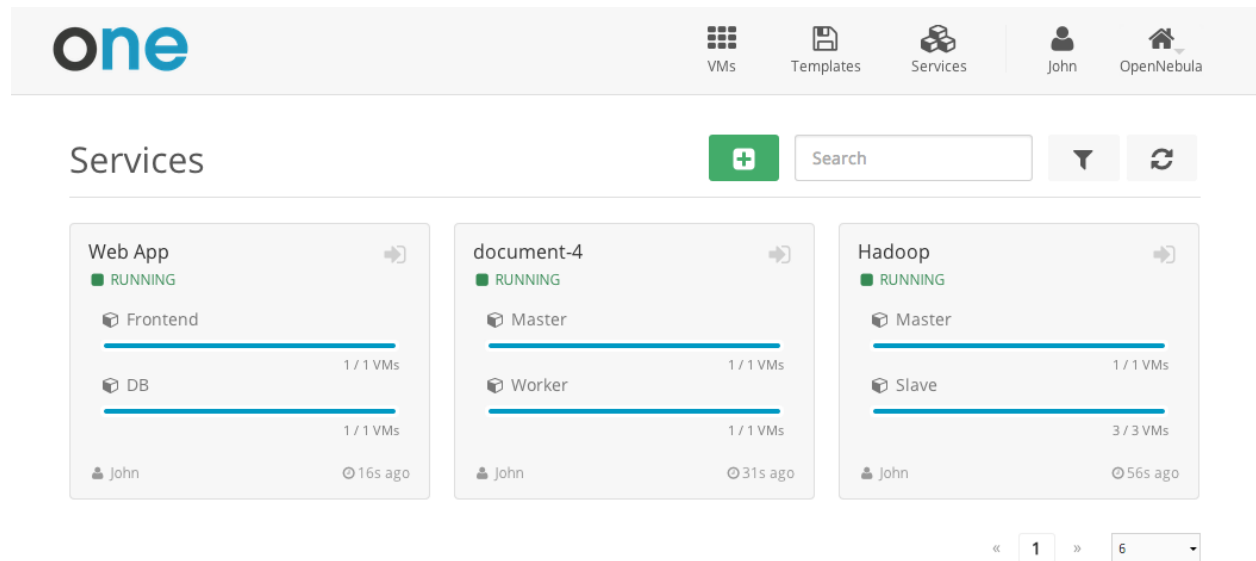 one
VMs Templates Services John OpenNebula
Services
Search
Web App
RUNNING
Frontend
1 / 1 VMs
DB
1 / 1 VMs
John 16s ago
document-4
RUNNING
Master
1 / 1 VMs
Worker
1 / 1 VMs
John 31s ago
Hadoop
RUNNING
Master
1 / 1 VMs
Slave
3 / 3 VMs
John 56s ago
« 1 » 6